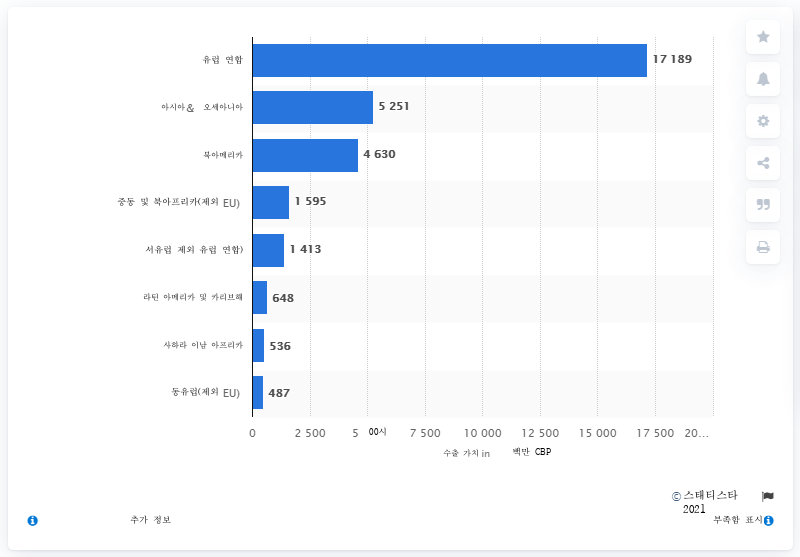 유럽 연합 17 189
아시아 & 오세아니아 5 251
북아메리카 4 630
중동 및 북아프리카(제외 EU) 1 595
서유럽 제외 유럽 연합) 1 413
라틴 아메리카 및 카리브해 648
사하라 이남 아프리카 536
동유럽(제외 EU) 487
0 2 500 5 00시 7 500 10 000 12 500 15 000 17 500 20...
수출 가치 in 백만 CBP
© 스태티스타
2021
추가 정보 부족함 표시